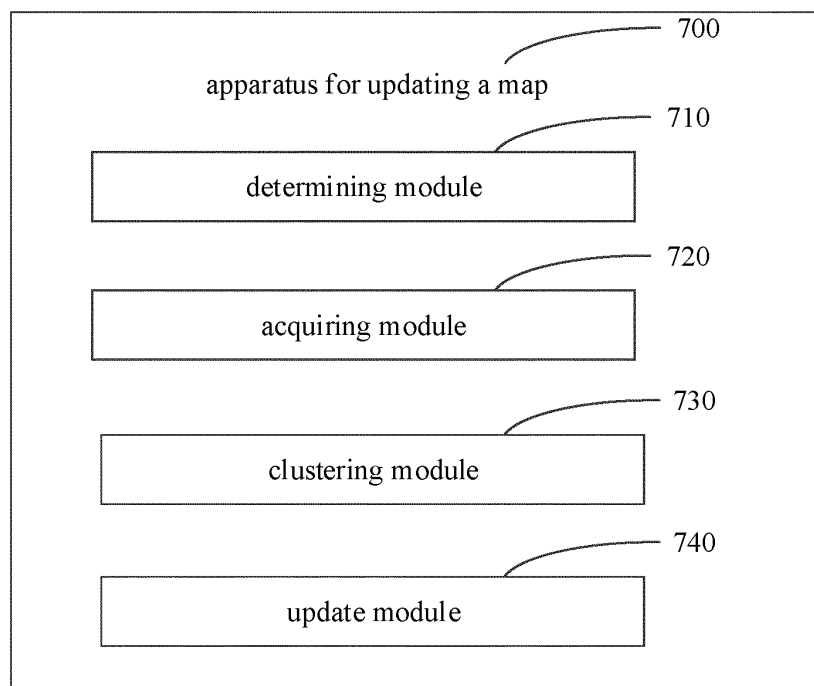 700
apparatus for updating a map
710
determining module
720
acquiring module
730
clustering module
740
update module